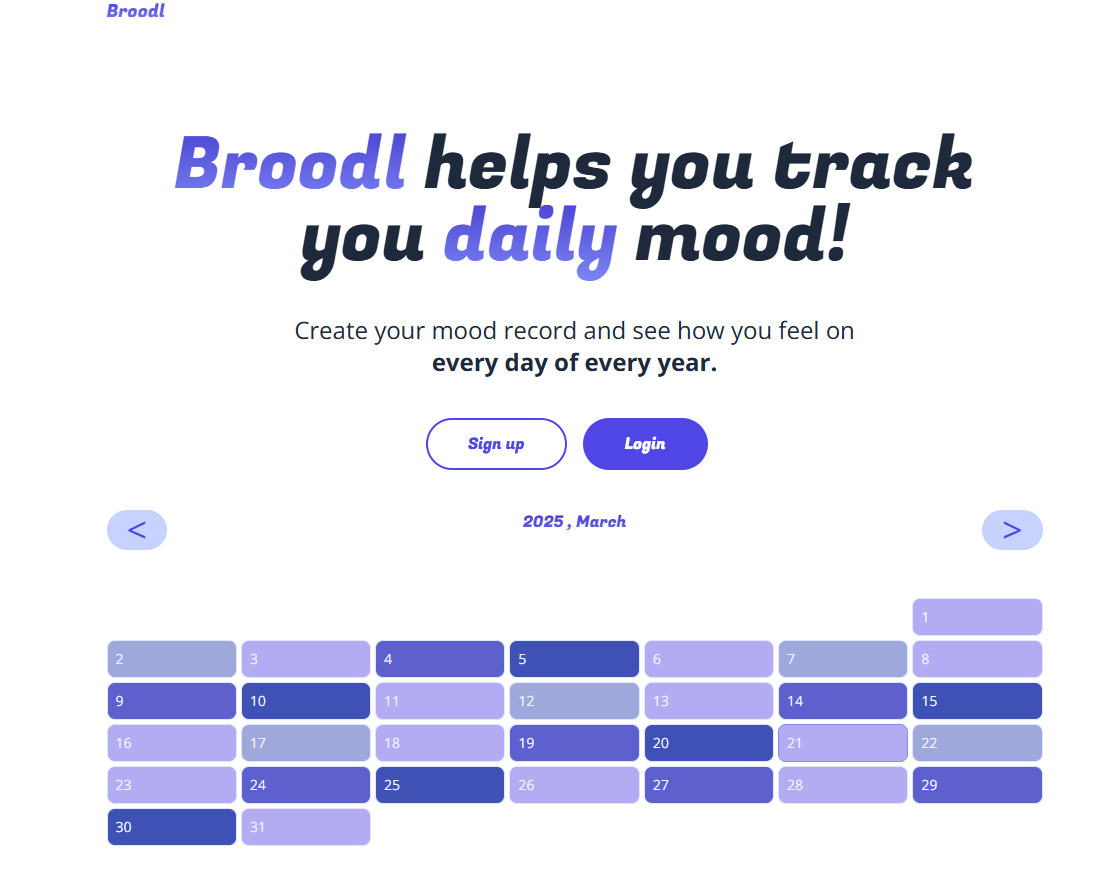 Broodl
Broodl helps you track
you daily mood!
Create your mood record and see how you feel on
every day of every year.
Sign up Login
< 2025 , March >
1
2 3 4 5 6 7 8
9 10 11 12 13 14 15
16 17 18 19 20 21 22
23 24 25 26 27 28 29
30 31